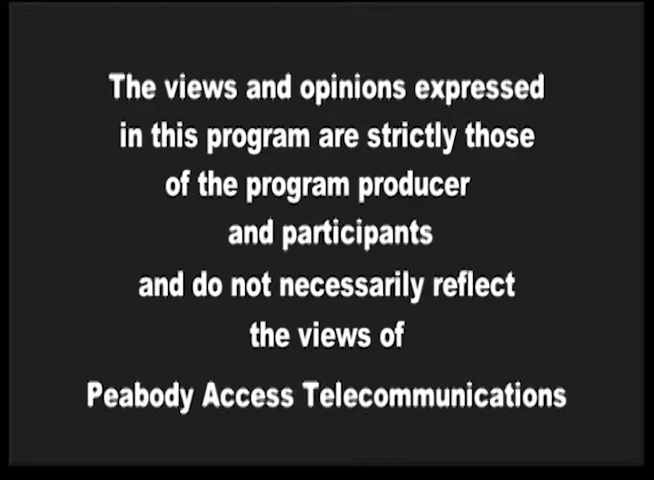 The views and opinions expressed
in this program are strictly those
of the program producer
and participants
and do not necessarily reflect
the views of
Peabody Access Telecommunications